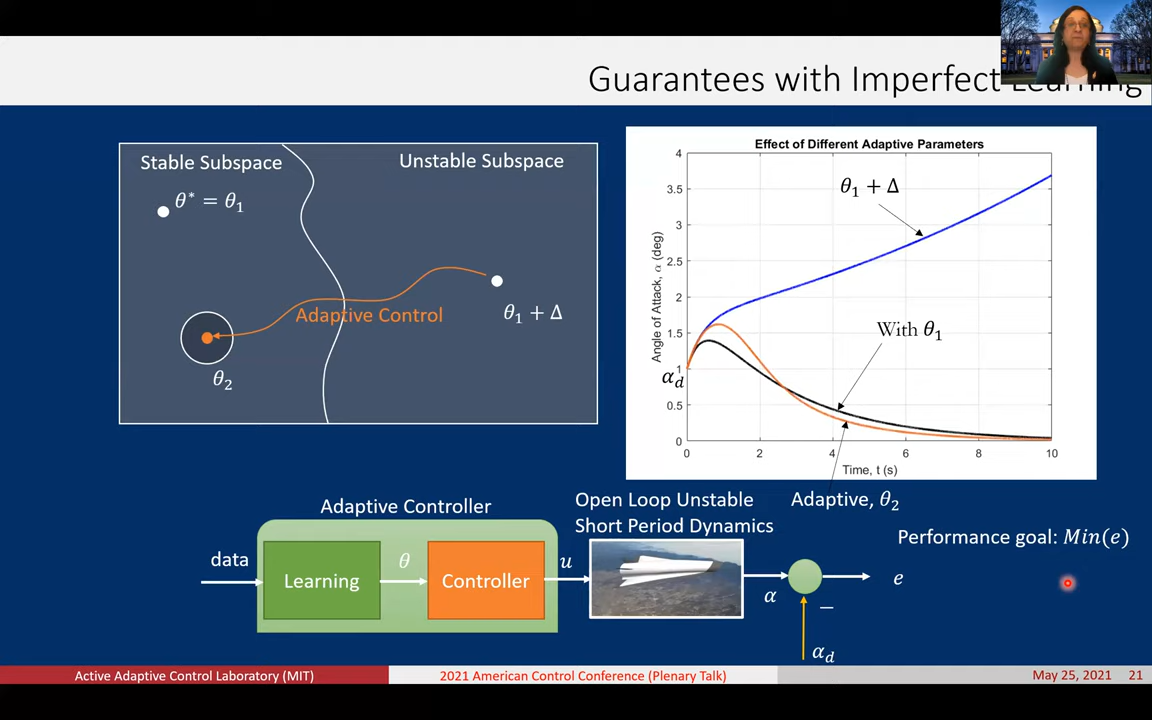 Guarantees with Imperfect Learning
Stable Subspace
Unstable Subspace
θ* = θ₁
Adaptive Control
θ₁ + Δ
θ₂
Effect of Different Adaptive Parameters
4
3.5
3
2.5
2
1.5
1
0.5
0
Angle of Attack, α (deg)
α_d
θ₁ + Δ
With θ₁
0 2 4 6 8 10
Time, t (s)
Adaptive, θ₂
Adaptive Controller
Open Loop Unstable
Short Period Dynamics
Performance goal: Min(e)
data
Learning
θ
Controller
u
α
e
−
α_d
Active Adaptive Control Laboratory (MIT)
2021 American Control Conference (Plenary Talk)
May 25, 2021 21